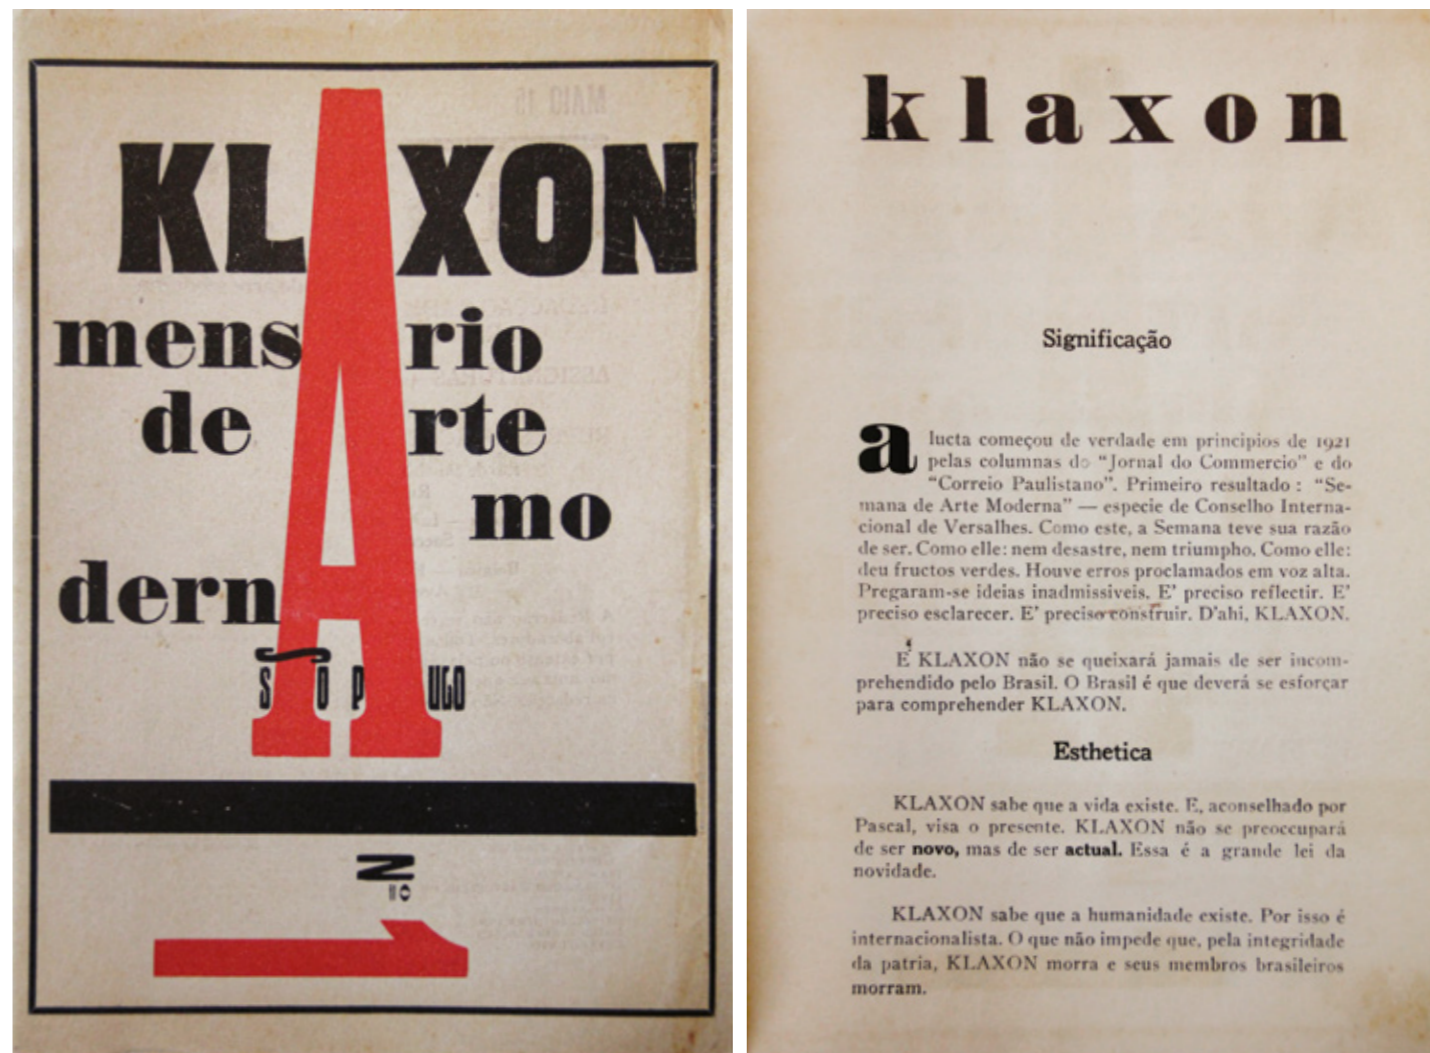 KLAXON
mensArio
de Arte
mo
dernA
SÃO PAULO
No
1
klaxon
Significação
a lucta começou de verdade em principios de 1921
pelas columnas do “Jornal do Commercio” e do
“Correio Paulistano”. Primeiro resultado : “Se-
mana de Arte Moderna” — especie de Conselho Interna-
cional de Versalhes. Como este, a Semana teve sua razão
de ser. Como elle: nem desastre, nem triumpho. Como elle:
deu fructos verdes. Houve erros proclamados em voz alta.
Pregaram-se ideias inadmissiveis. E’ preciso reflectir. E’
preciso esclarecer. E’ preciso construir. D’ahi, KLAXON.
E KLAXON não se queixará jamais de ser incom-
prehendido pelo Brasil. O Brasil é que deverá se esforçar
para comprehender KLAXON.
Esthetica
KLAXON sabe que a vida existe. E, aconselhado por
Pascal, visa o presente. KLAXON não se preoccupará
de ser novo, mas de ser actual. Essa é a grande lei da
novidade.
KLAXON sabe que a humanidade existe. Por isso é
internacionalista. O que não impede que, pela integridade
da patria, KLAXON morra e seus membros brasileiros
morram.